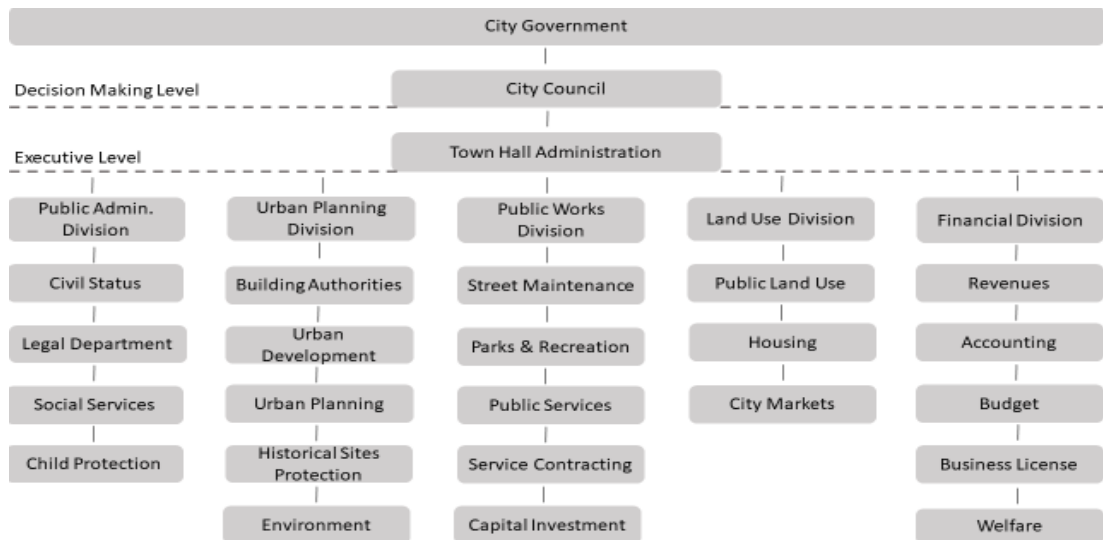 City Government
Decision Making Level
City Council
Executive Level
Town Hall Administration
Public Admin.
Division
Civil Status
Legal Department
Social Services
Child Protection
Urban Planning
Division
Building Authorities
Urban
Development
Urban Planning
Historical Sites
Protection
Environment
Public Works
Division
Street Maintenance
Parks & Recreation
Public Services
Service Contracting
Capital Investment
Land Use Division
Public Land Use
Housing
City Markets
Financial Division
Revenues
Accounting
Budget
Business License
Welfare